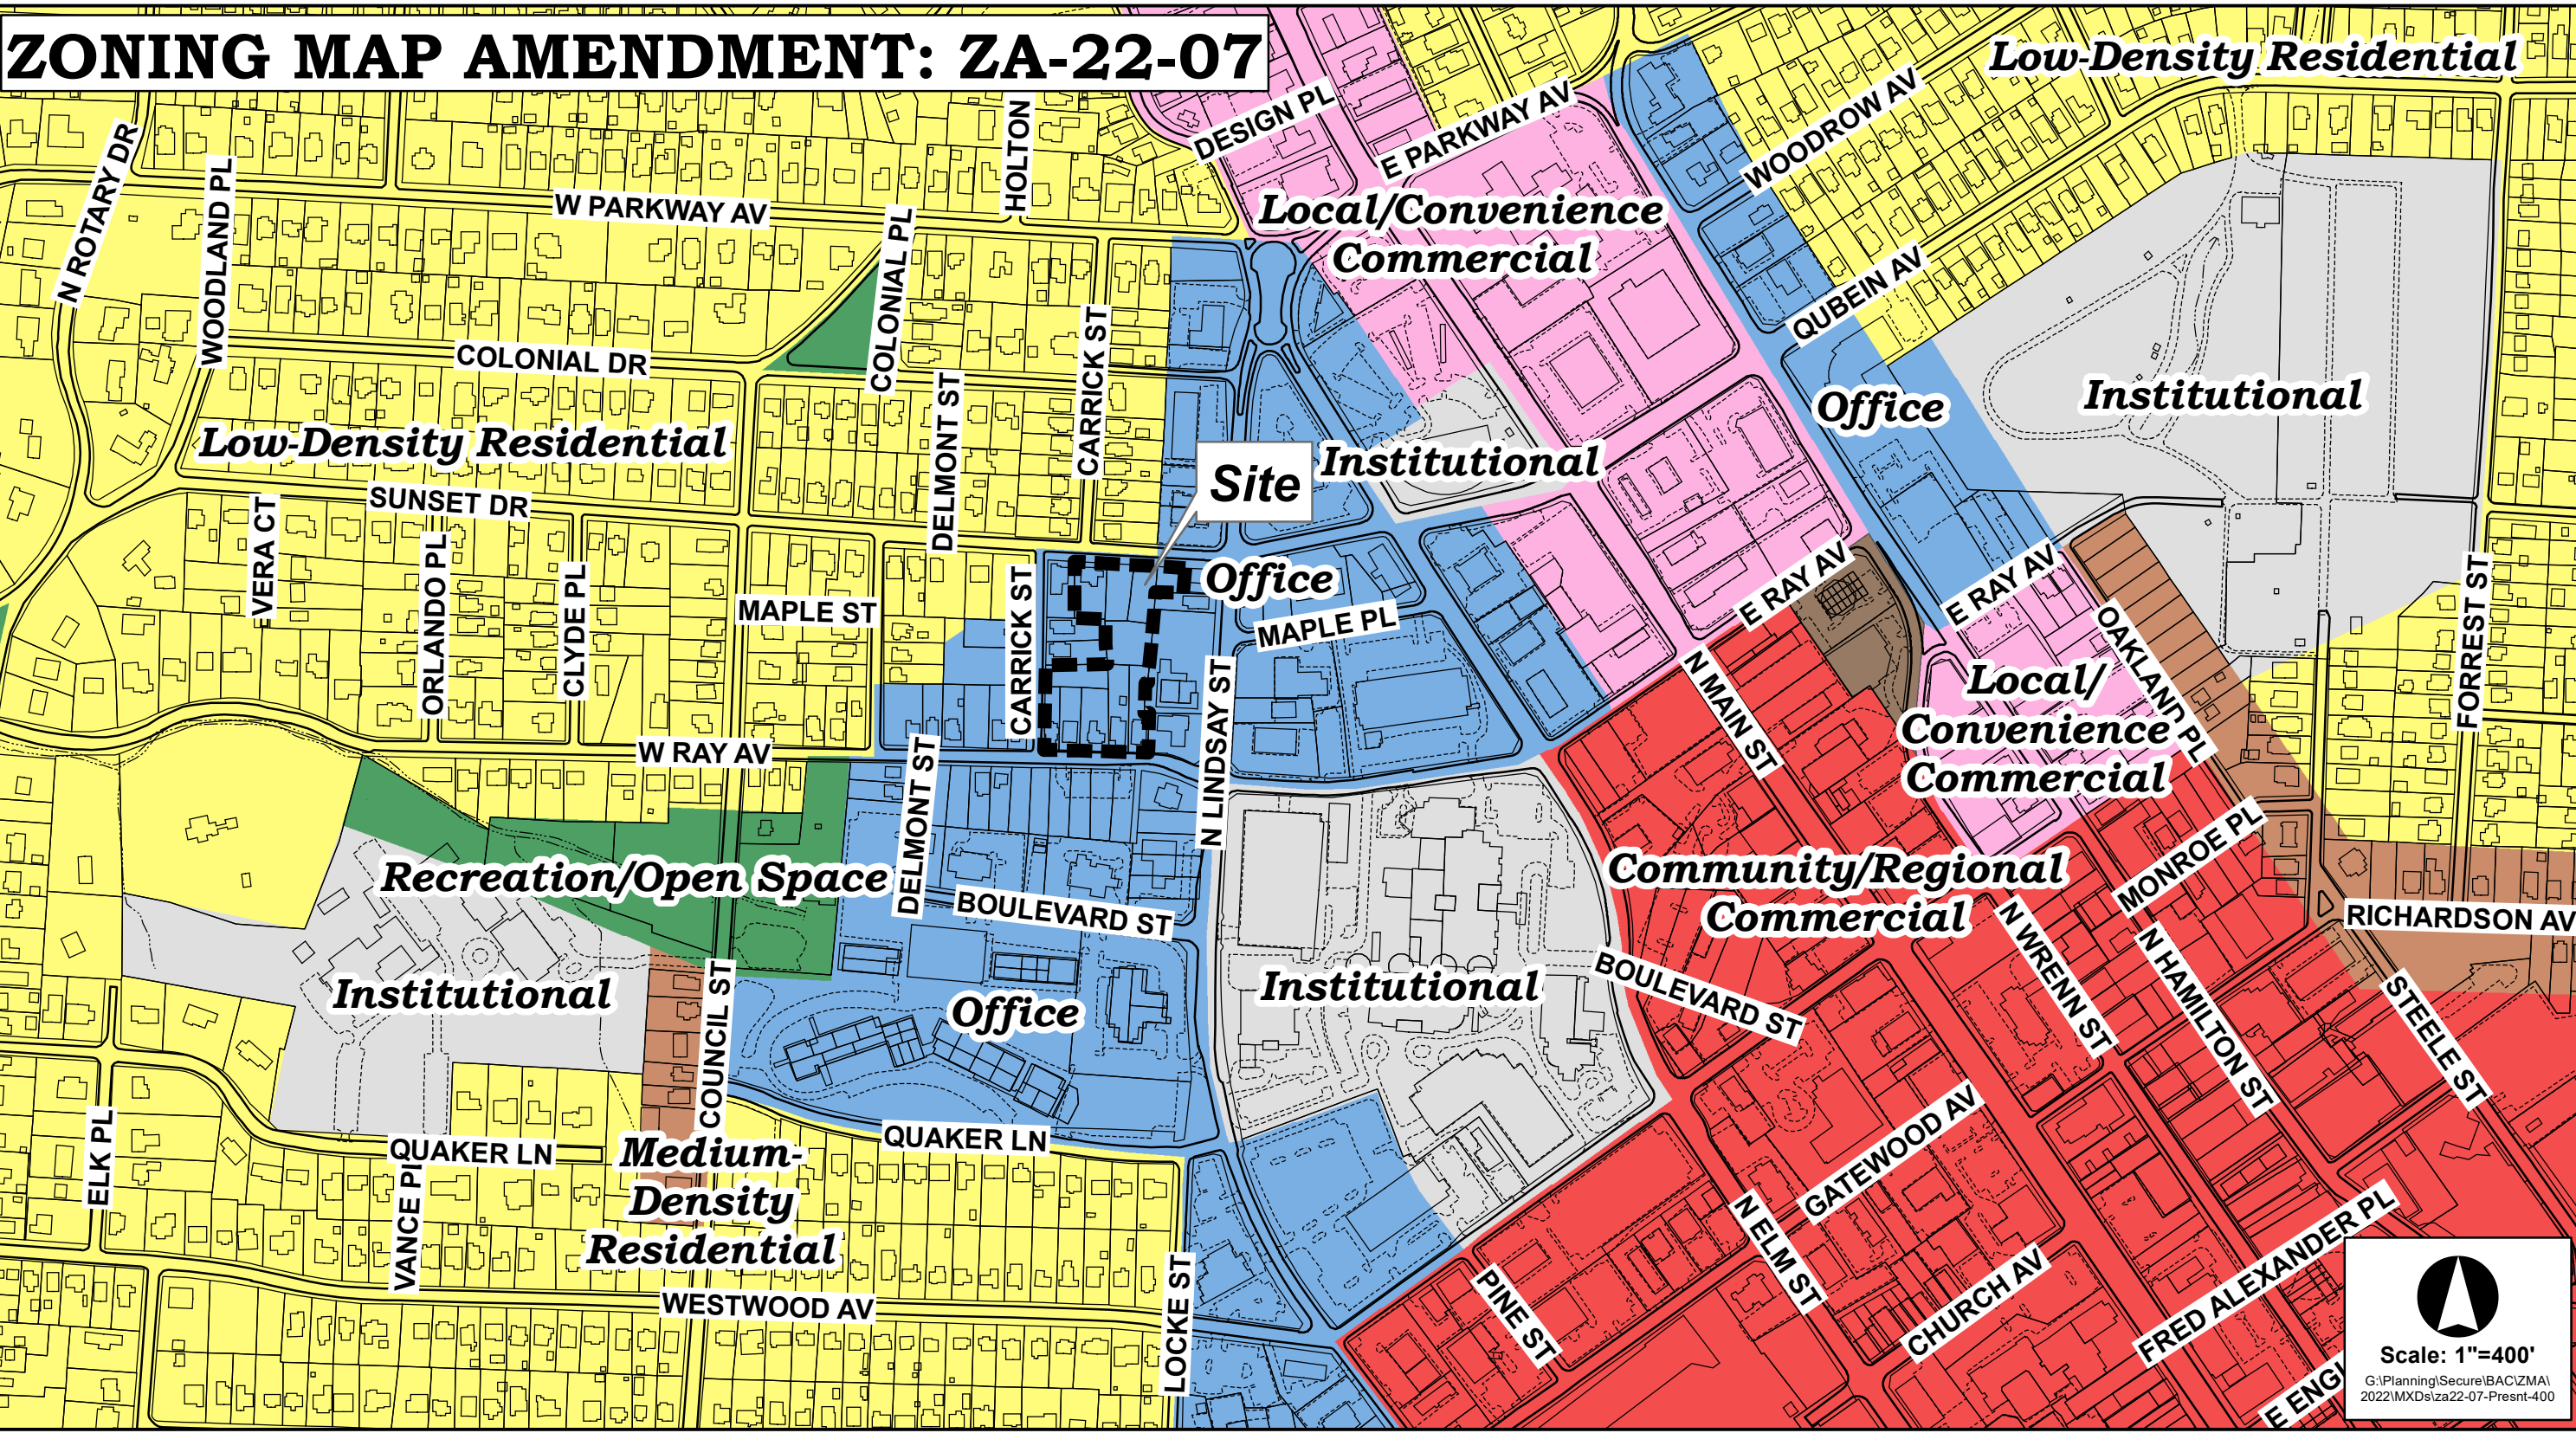 ZONING MAP AMENDMENT: ZA-22-07
Low-Density Residential
DESIGN PL
E PARKWAY AV
WOODROW AV
HOLTON
N ROTARY DR
WOODLAND PL
W PARKWAY AV
COLONIAL PL
Local/Convenience
Commercial
QUBEIN AV
COLONIAL DR
CARRICK ST
DELMONT ST
Office
Institutional
Low-Density Residential
Institutional
Site
SUNSET DR
VERA CT
ORLANDO PL
CLYDE PL
MAPLE ST
CARRICK ST
Office
MAPLE PL
E RAY AV
E RAY AV
OAKLAND PL
FORREST ST
N MAIN ST
Local/
Convenience
Commercial
W RAY AV
DELMONT ST
N LINDSAY ST
Recreation/Open Space
BOULEVARD ST
Community/Regional
Commercial
MONROE PL
RICHARDSON AV
Institutional
COUNCIL ST
Office
Institutional
BOULEVARD ST
N WRENN ST
N HAMILTON ST
STEELE ST
ELK PL
QUAKER LN
QUAKER LN
VANCE PL
Medium-
Density
Residential
GATEWOOD AV
N ELM ST
CHURCH AV
FRED ALEXANDER PL
WESTWOOD AV
LOCKE ST
PINE ST
E ENGL
Scale: 1"=400'
G:\Planning\Secure\BAC\ZMA\
2022\MXDs\za22-07-Presnt-400